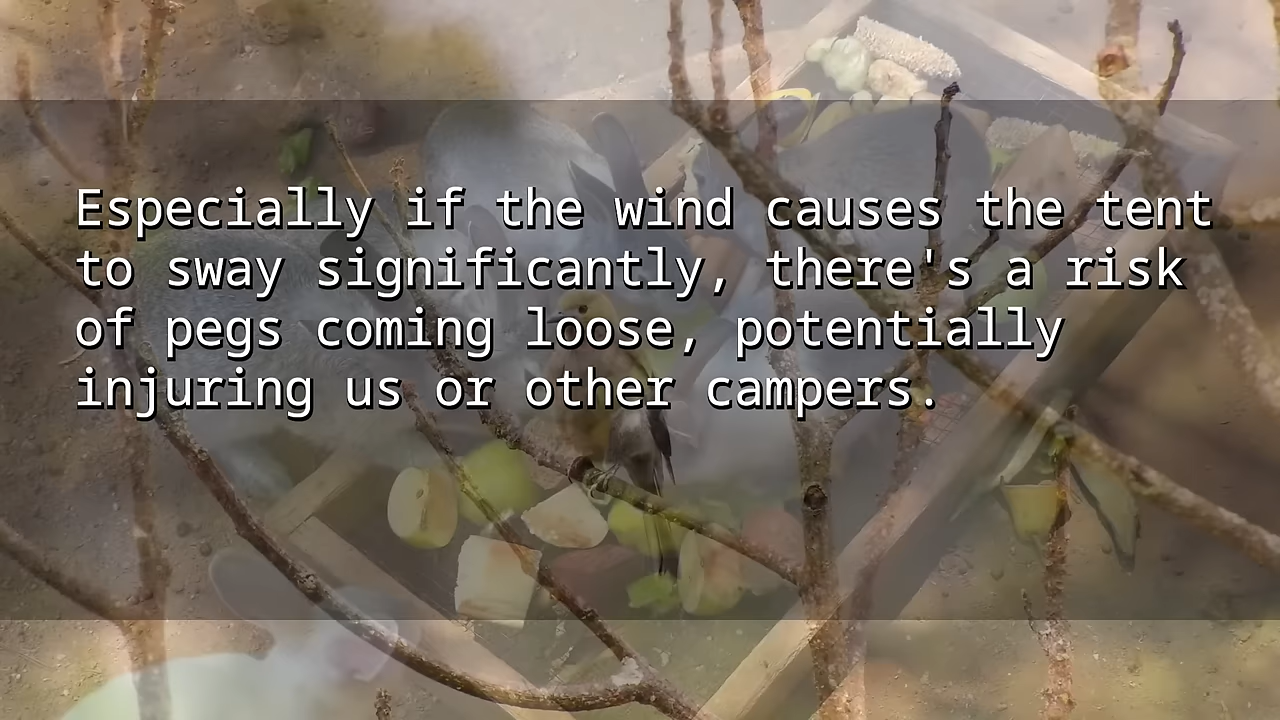 Especially if the wind causes the tent
to sway significantly, there's a risk
of pegs coming loose, potentially
injuring us or other campers.